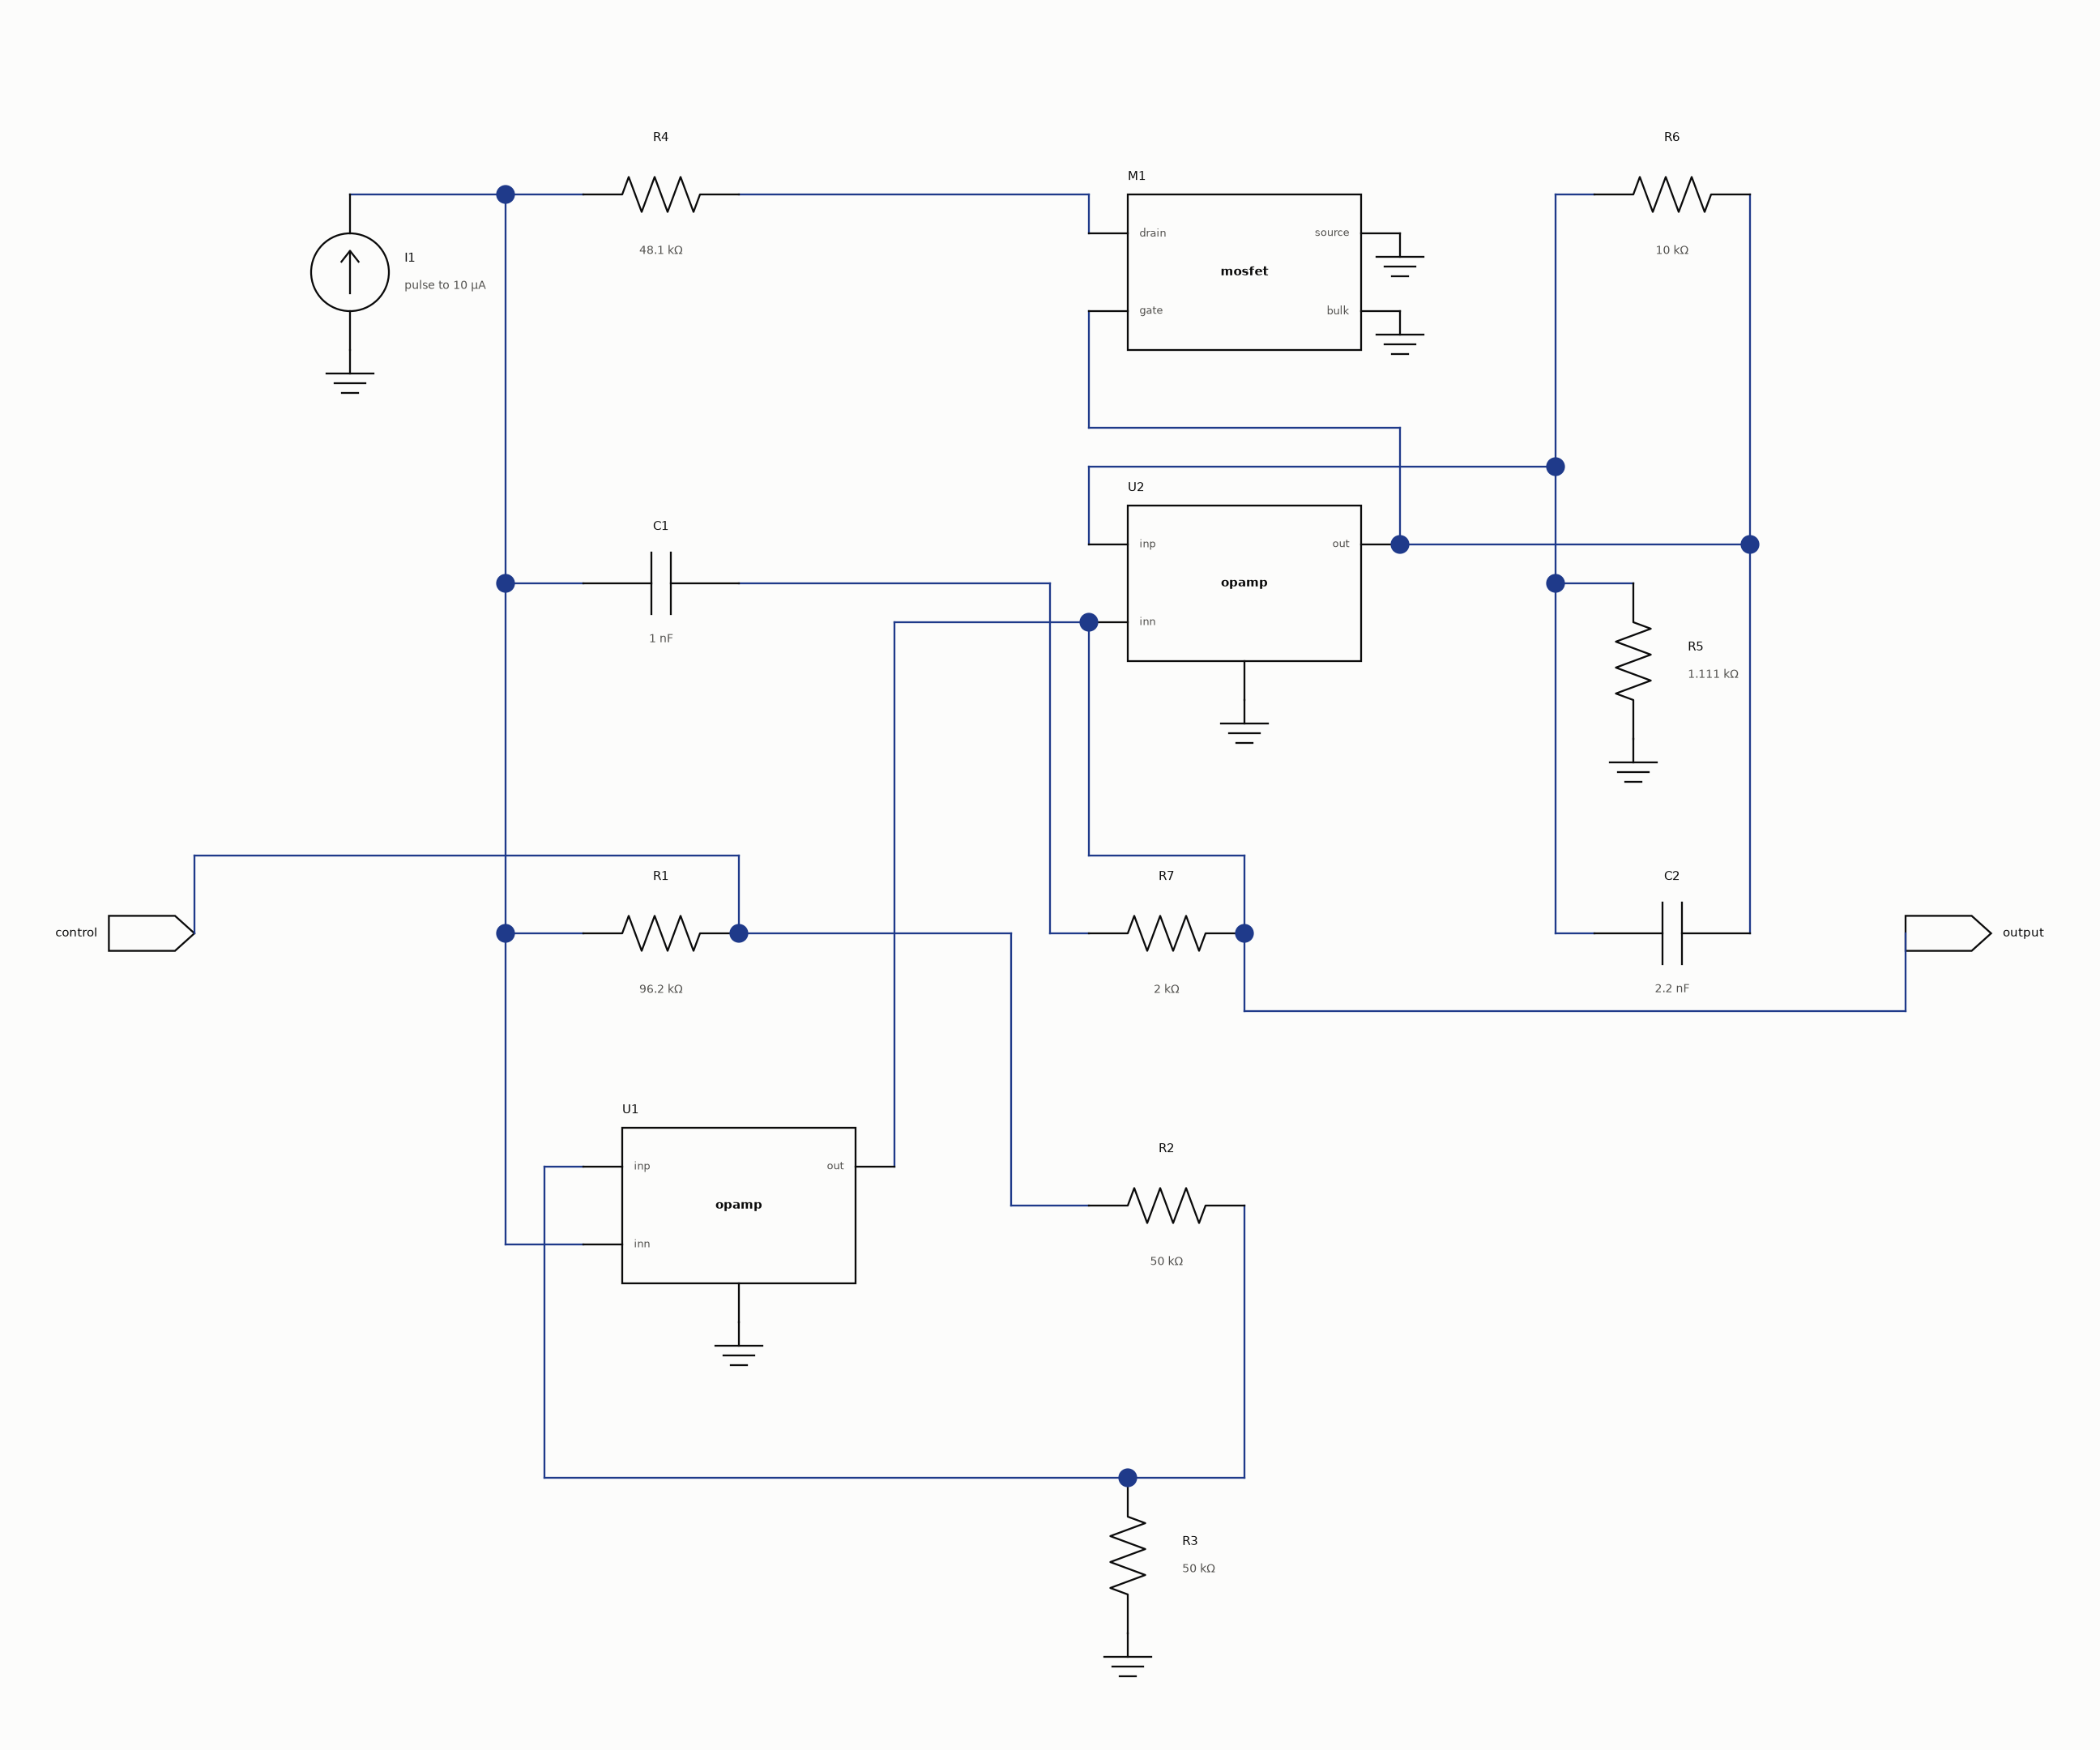 R4
48.1 kΩ
M1
drain
source
mosfet
gate
bulk
R6
10 kΩ
I1
pulse to 10 µA
U2
inp
out
opamp
inn
C1
1 nF
R5
1.111 kΩ
control
R1
96.2 kΩ
R7
2 kΩ
C2
2.2 nF
output
U1
inp
out
opamp
inn
R2
50 kΩ
R3
50 kΩ